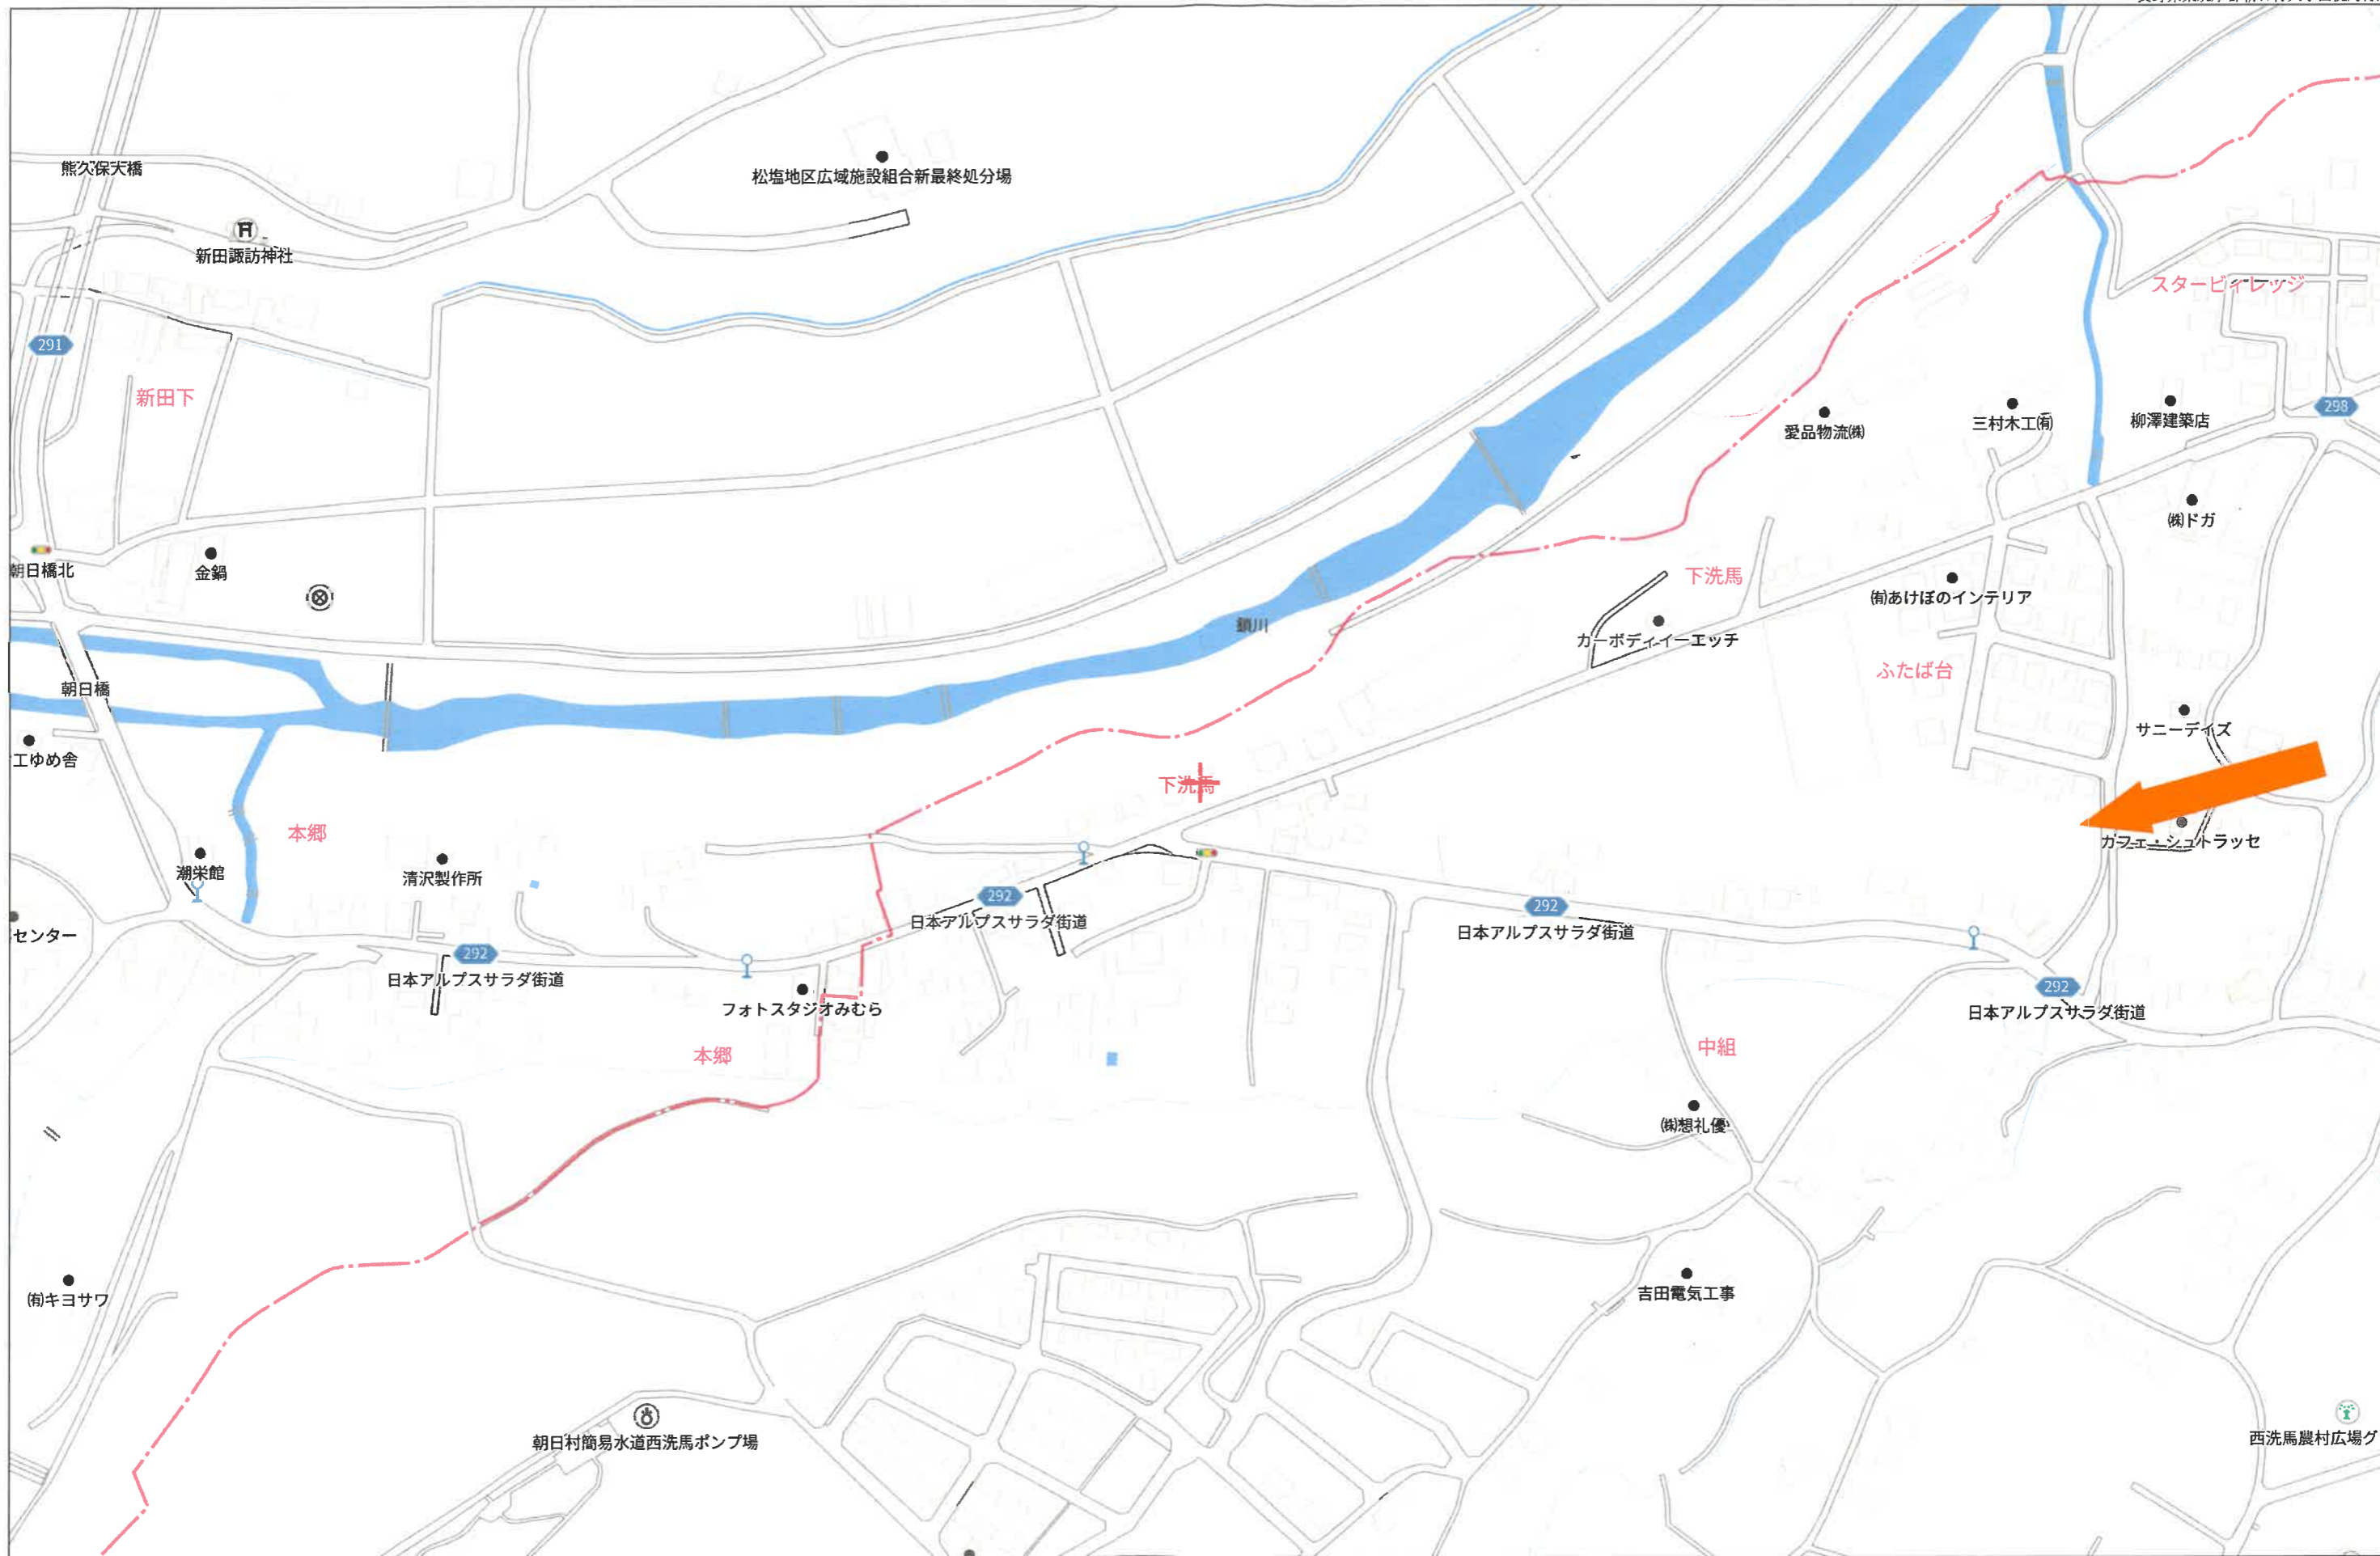 熊久保大橋
松塩地区広域施設組合新最終処分場
新田諏訪神社
スタービィレッジ
291
新田下
298
愛品物流㈱
三村木工㈲
柳澤建築店
㈱ドガ
朝日橋北
金鍋
下洗馬
㈲あけぼのインテリア
鎖川
カーボディイーエッチ
ふたば台
朝日橋
サニーデイズ
工ゆめ舎
下洗馬
本郷
カフェ・シュトラッセ
潮栄館
清沢製作所
292
日本アルプスサラダ街道
292
日本アルプスサラダ街道
センター
292
日本アルプスサラダ街道
292
日本アルプスサラダ街道
フォトスタジオみむら
本郷
中組
㈱想礼優
㈲キヨサワ
吉田電気工事
朝日村簡易水道西洗馬ポンプ場
西洗馬農村広場グ